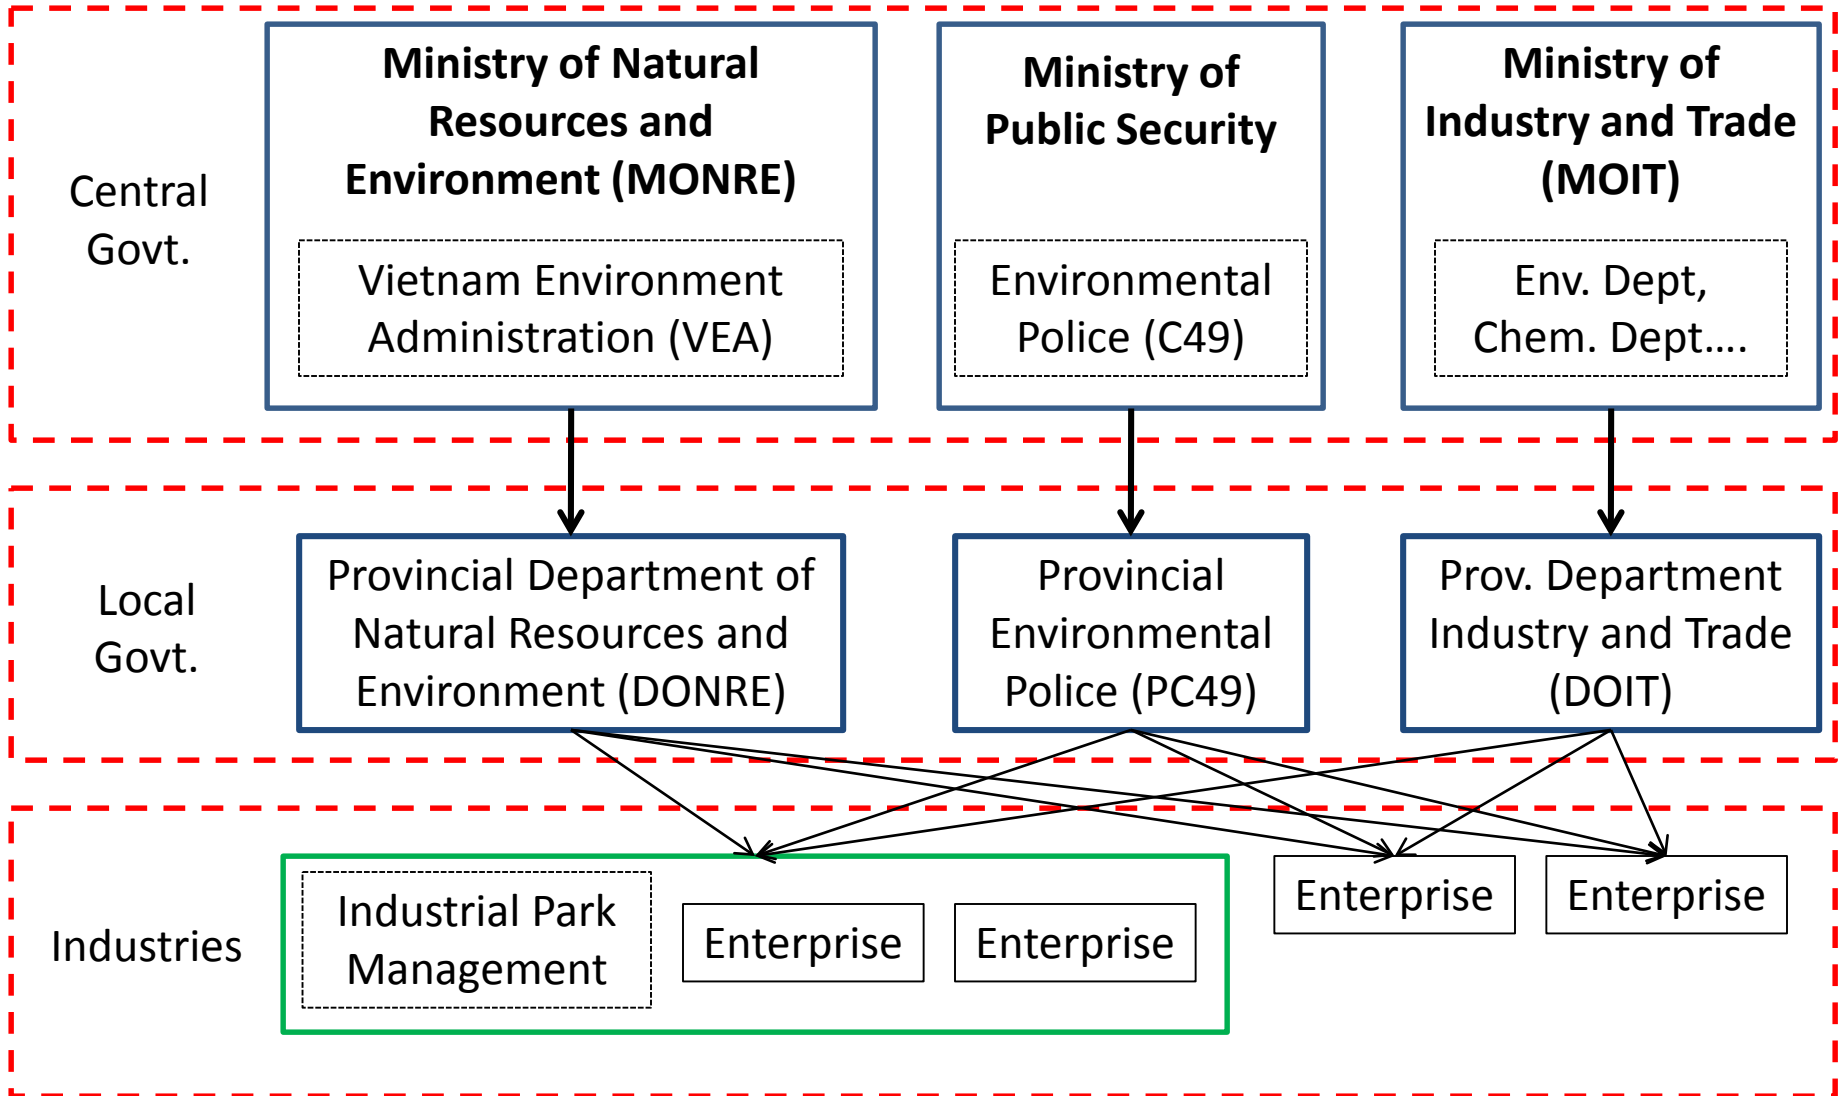 Central
Govt.
Ministry of Natural
Resources and
Environment (MONRE)
Vietnam Environment
Administration (VEA)
Ministry of
Public Security
Environmental
Police (C49)
Ministry of
Industry and Trade
(MOIT)
Env. Dept,
Chem. Dept….
Local
Govt.
Provincial Department of
Natural Resources and
Environment (DONRE)
Provincial
Environmental
Police (PC49)
Prov. Department
Industry and Trade
(DOIT)
Industries
Industrial Park
Management
Enterprise
Enterprise
Enterprise
Enterprise